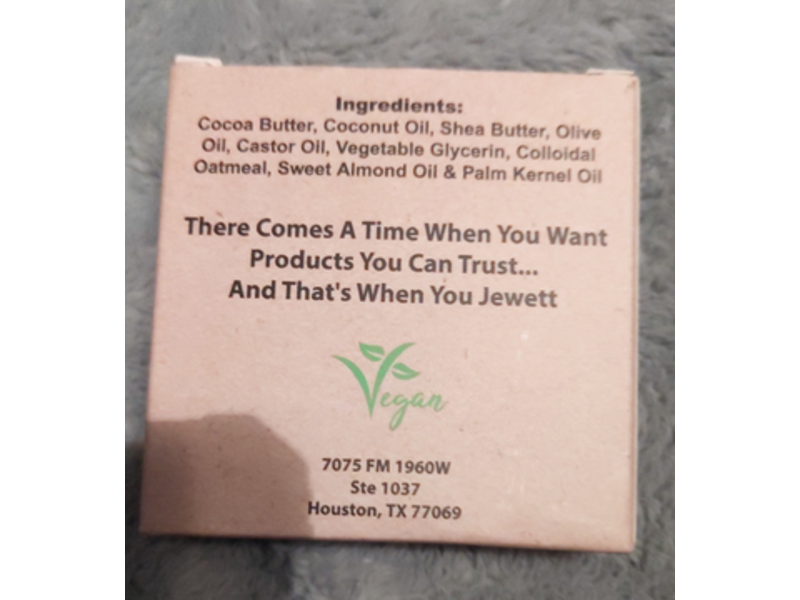 Ingredients:
Cocoa Butter, Coconut Oil, Shea Butter, Olive
Oil, Castor Oil, Vegetable Glycerin, Colloidal
Oatmeal, Sweet Almond Oil & Palm Kernel Oil
There Comes A Time When You Want
Products You Can Trust...
And That's When You Jewett
Vegan
7075 FM 1960W
Ste 1037
Houston, TX 77069